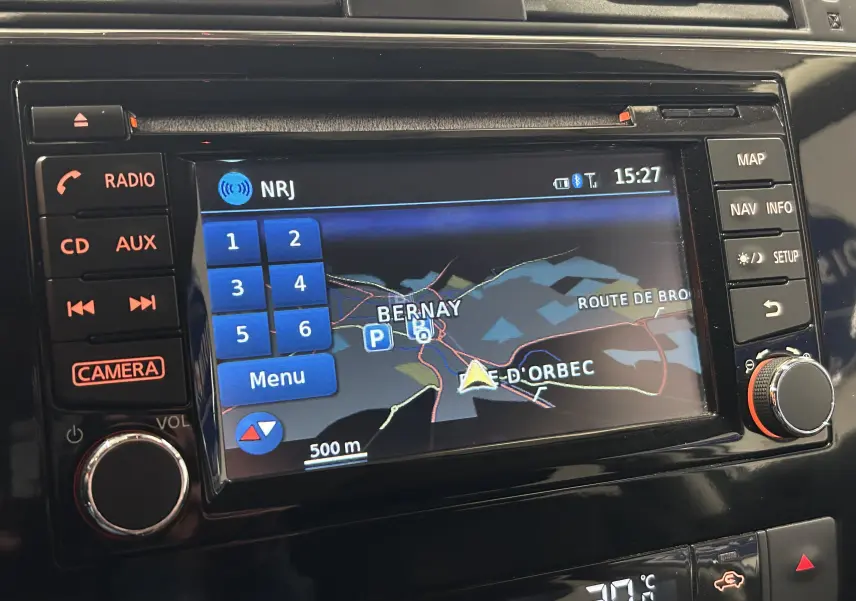 RADIO
CD AUX
CAMERA
VOL
NRJ
15:27
1 2
3 4
5 6
Menu
BERNAY
P
ROUTE DE BRO
E-D'ORBEC
500 m
MAP
NAV INFO
SETUP
°C